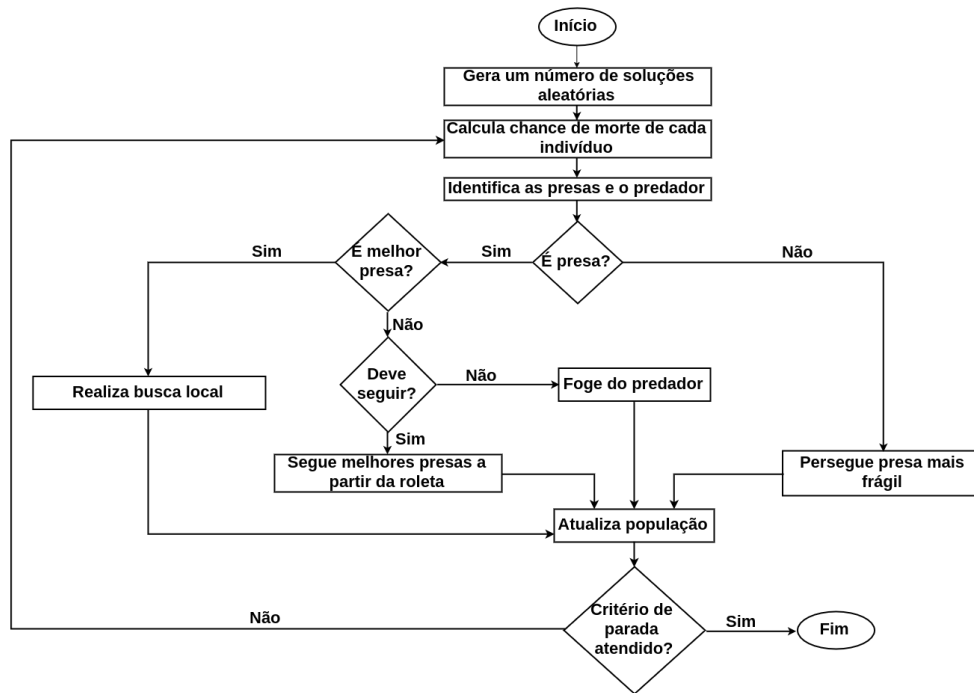 Início
Gera um número de soluções
aleatórias
Calcula chance de morte de cada
indivíduo
Identifica as presas e o predador
É presa?
Sim
Não
É melhor
presa?
Sim
Não
Realiza busca local
Deve
seguir?
Não
Foge do predador
Sim
Segue melhores presas a
partir da roleta
Persegue presa mais
frágil
Atualiza população
Critério de
parada
atendido?
Não
Sim
Fim